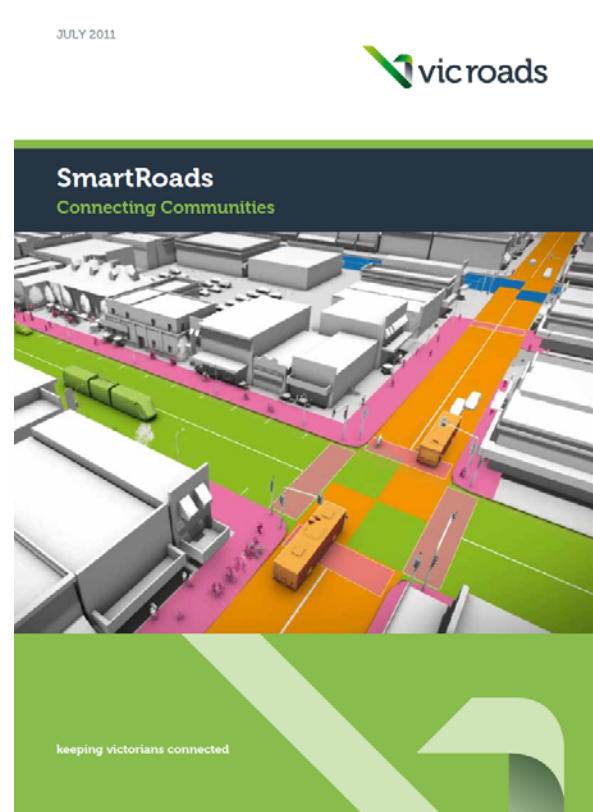 JULY 2011
vicroads
SmartRoads
Connecting Communities
keeping victorians connected